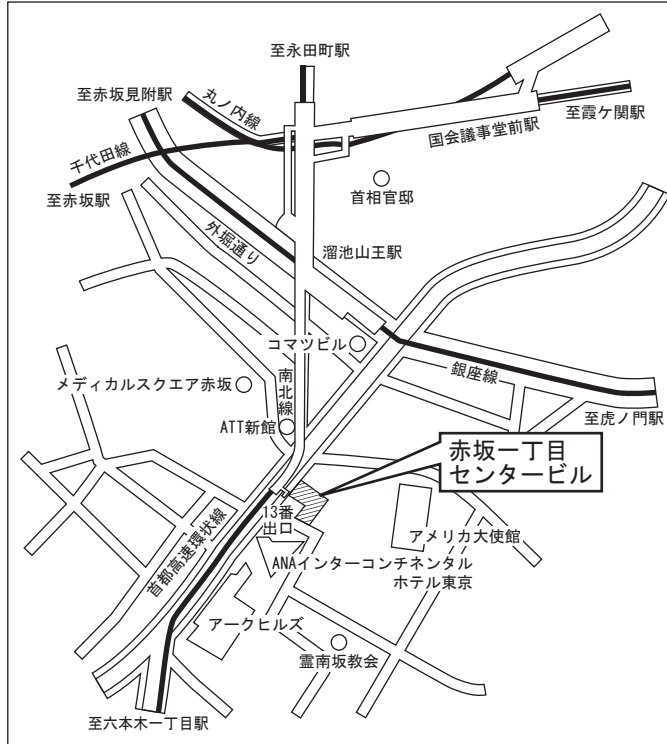 至永田町駅
至赤坂見附駅
丸ノ内線
至霞ケ関駅
国会議事堂前駅
千代田線
首相官邸
至赤坂駅
外堀通り
溜池山王駅
コマツビル
銀座線
メディカルスクエア赤坂
南北線
ATT新館
至虎ノ門駅
赤坂一丁目
センタービル
13番
出口
アメリカ大使館
首都高速環状線
ANAインターコンチネンタル
ホテル東京
アークヒルズ
霊南坂教会
至六本木一丁目駅